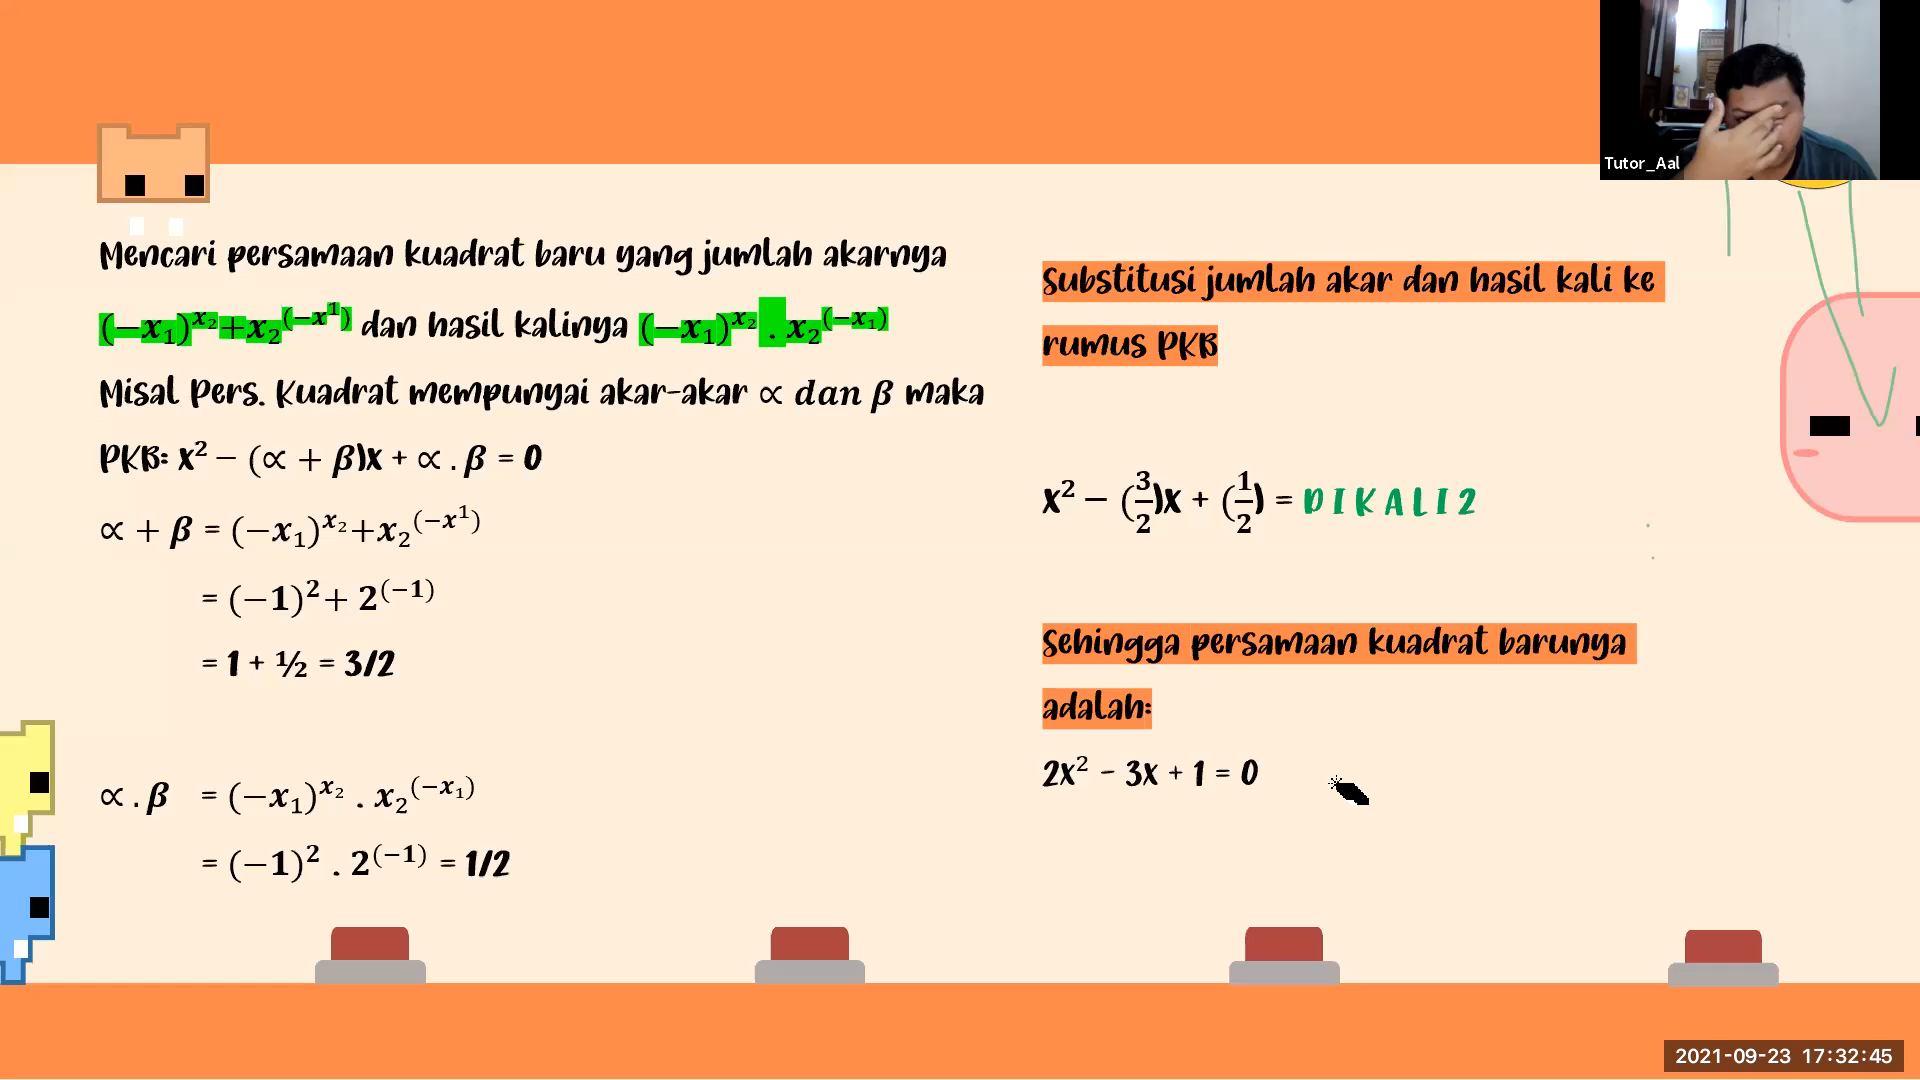 Tutor_Aal
Mencari persamaan kuadrat baru yang jumlah akarnya
(−x₁)^x₂+x₂^(−x¹) dan hasil kalinya (−x₁)^x₂ . x₂^(−x₁)
Misal Pers. Kuadrat mempunyai akar-akar ∝ dan β maka
PKB: x² − (∝ + β)x + ∝ . β = 0
∝ + β = (−x₁)^x₂+x₂^(−x¹)
= (−1)²+ 2^(−1)
= 1 + ½ = 3/2
∝ . β = (−x₁)^x₂ . x₂^(−x₁)
= (−1)² . 2^(−1) = 1/2
Substitusi jumlah akar dan hasil kali ke
rumus PKB
x² − (3/2)x + (1/2) = DIKALI2
Sehingga persamaan kuadrat barunya
adalah:
2x² - 3x + 1 = 0
2021-09-23 17:32:45